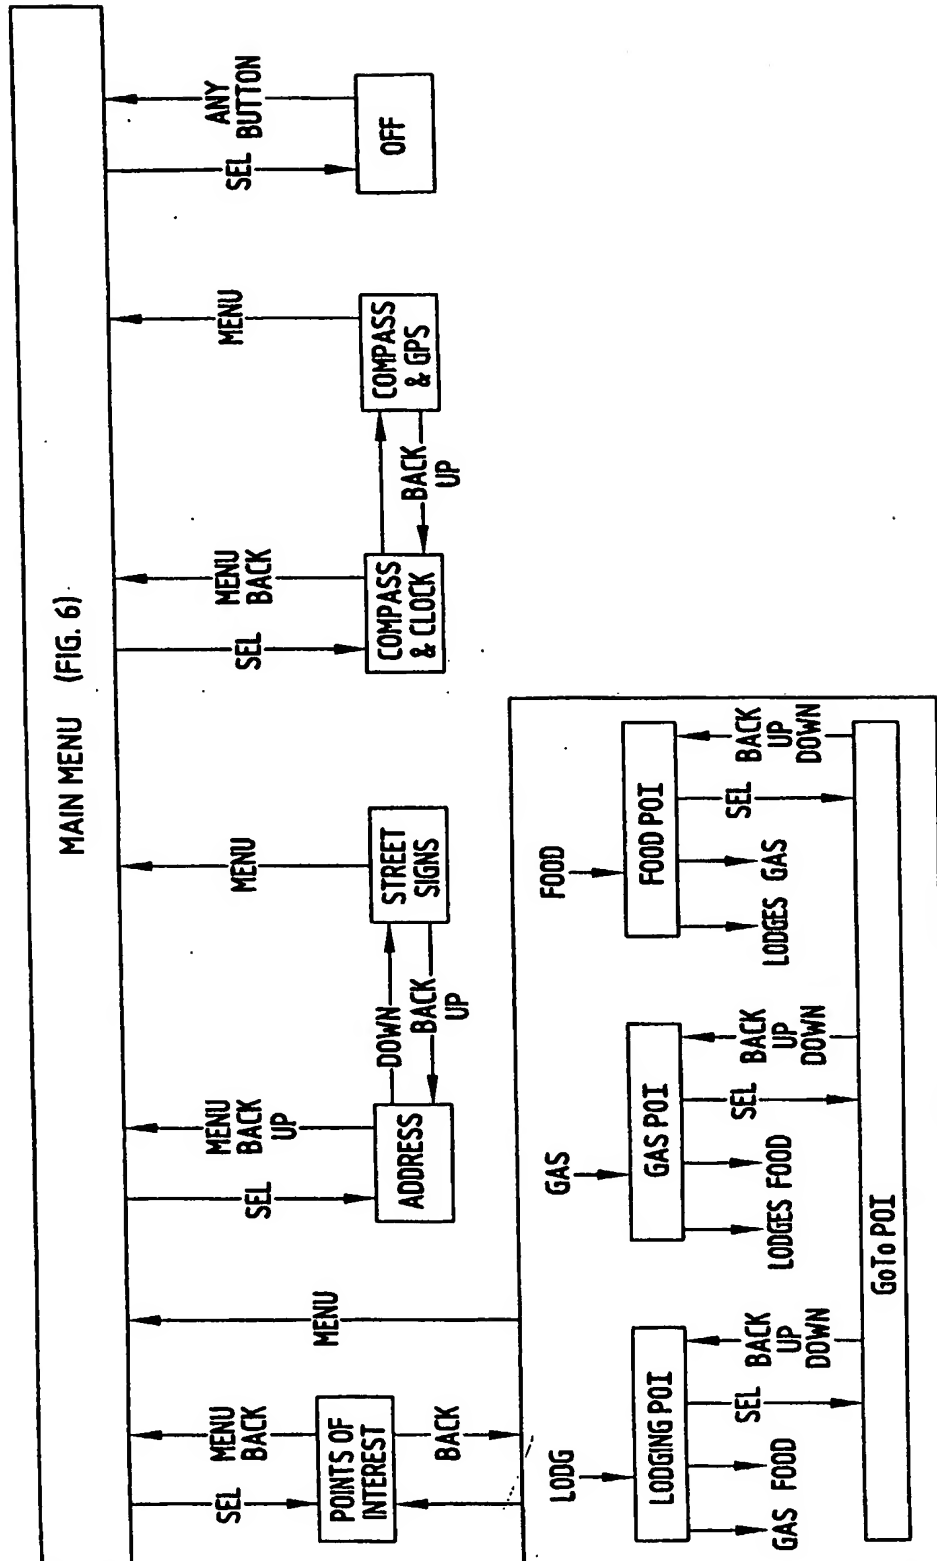 MAIN MENU (FIG. 6)
SEL
MENU
BACK
POINTS OF
INTEREST
BACK
MENU
SEL
MENU
BACK
UP
ADDRESS
DOWN
BACK
UP
STREET
SIGNS
MENU
SEL
MENU
BACK
COMPASS
& CLOCK
BACK
UP
COMPASS
& GPS
MENU
SEL
ANY
BUTTON
OFF
LODG
LODGING POI
GAS
FOOD
SEL
BACK
UP
DOWN
GAS
GAS POI
LODGES
FOOD
SEL
BACK
UP
DOWN
FOOD
FOOD POI
LODGES
GAS
SEL
BACK
UP
DOWN
GoTo POI